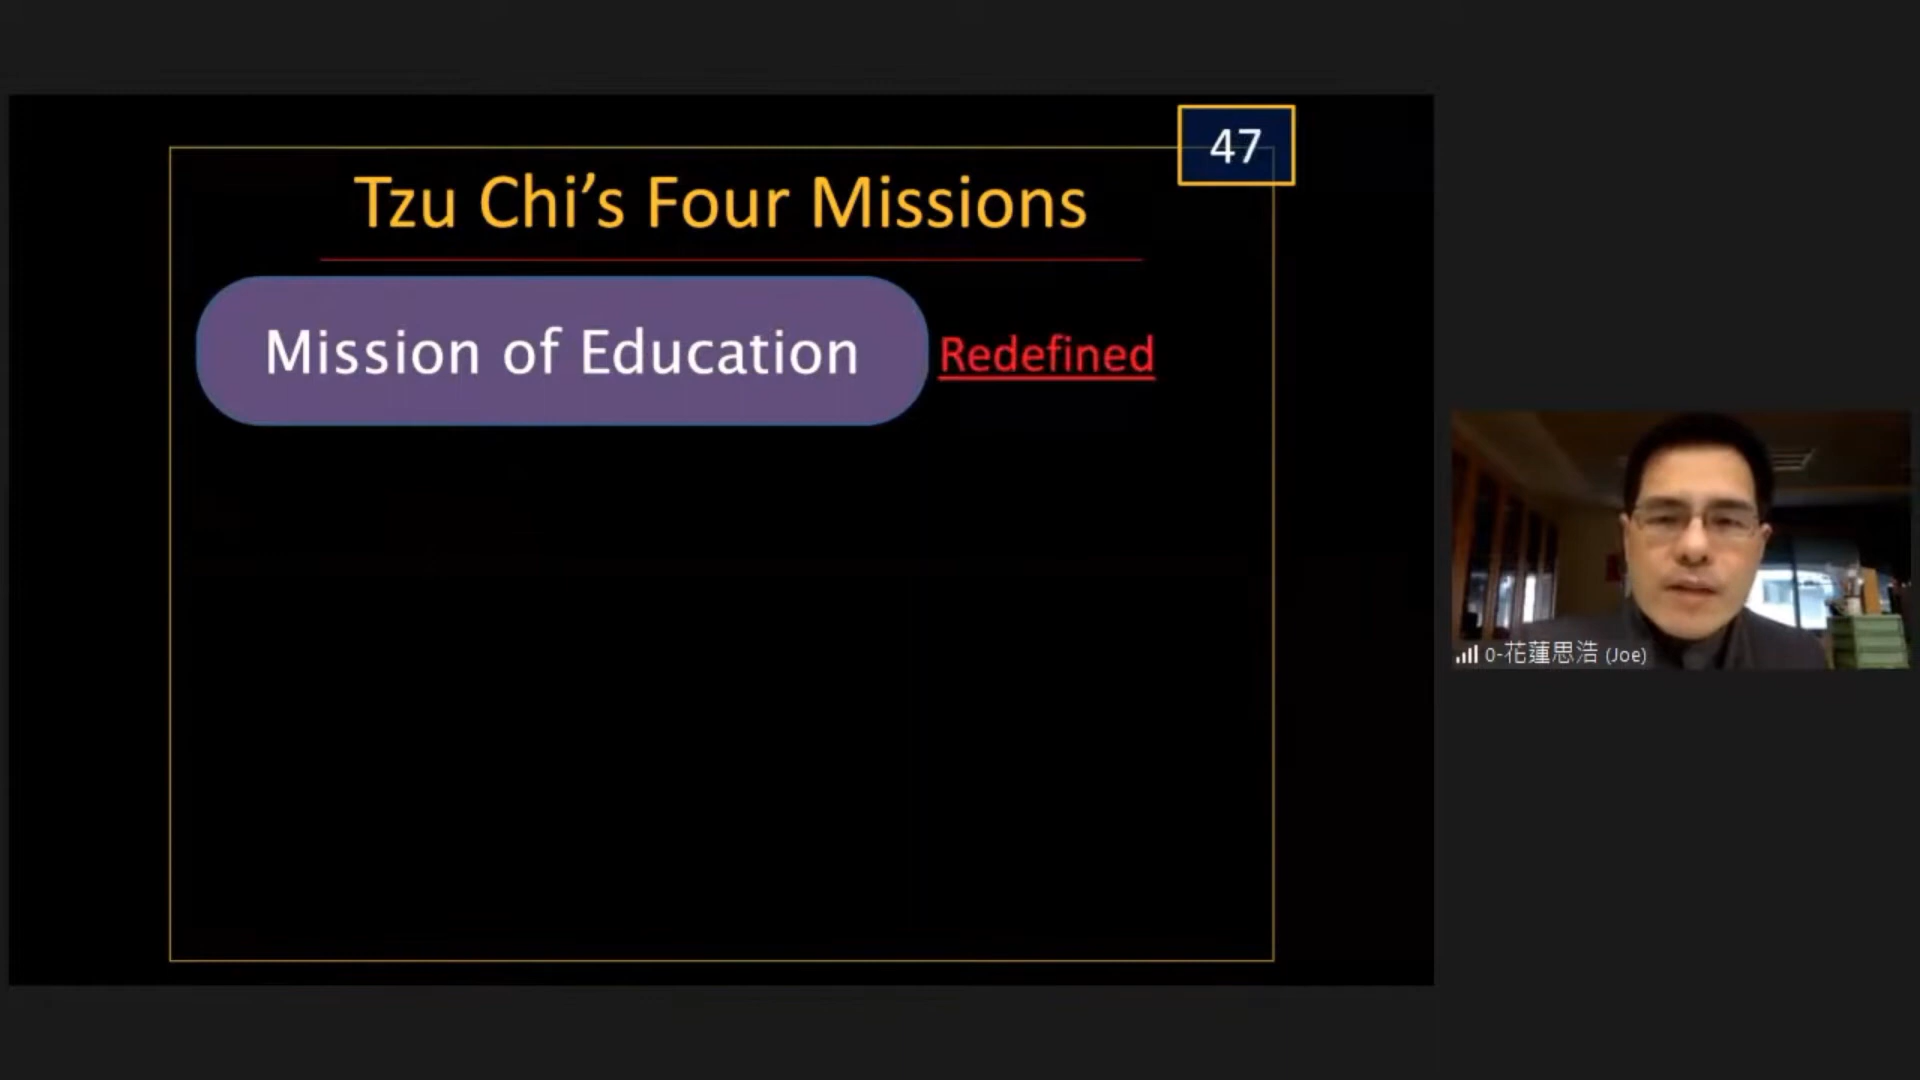 47
Tzu Chi’s Four Missions
Mission of Education
Redefined
0-花蓮思浩 (Joe)